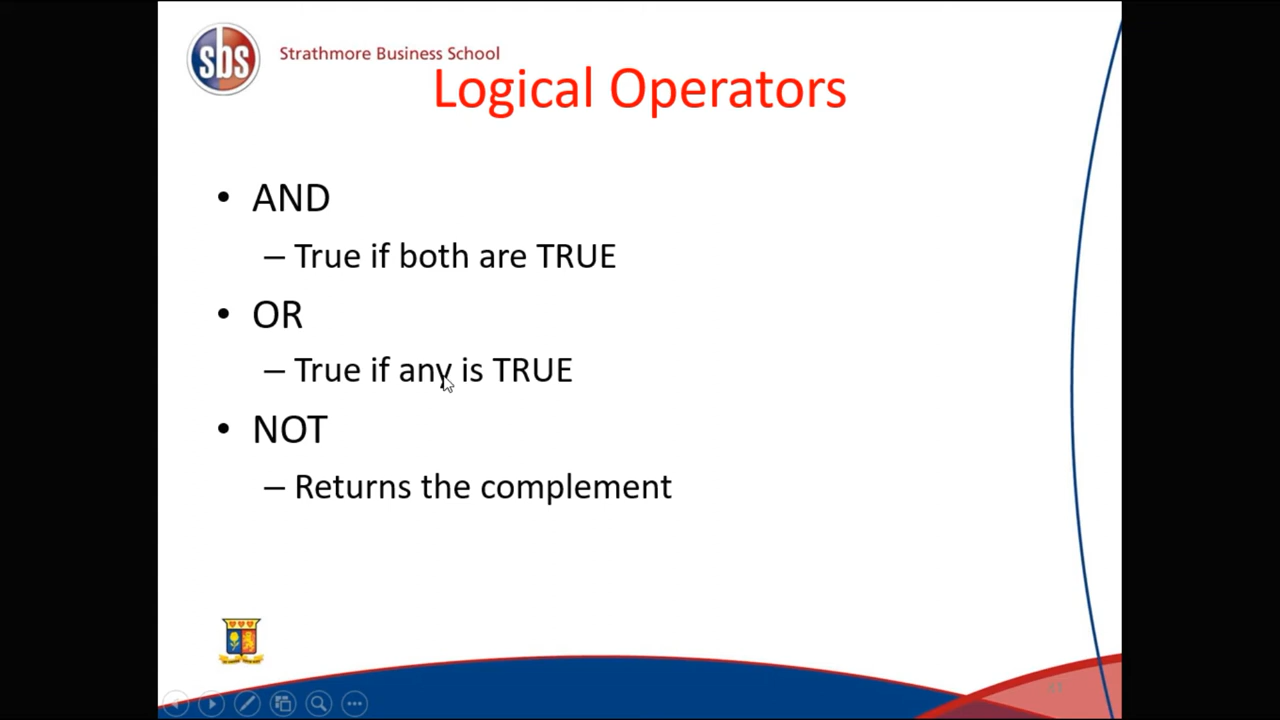 sbs
Strathmore Business School
Logical Operators
• AND
– True if both are TRUE
• OR
– True if any is TRUE
• NOT
– Returns the complement